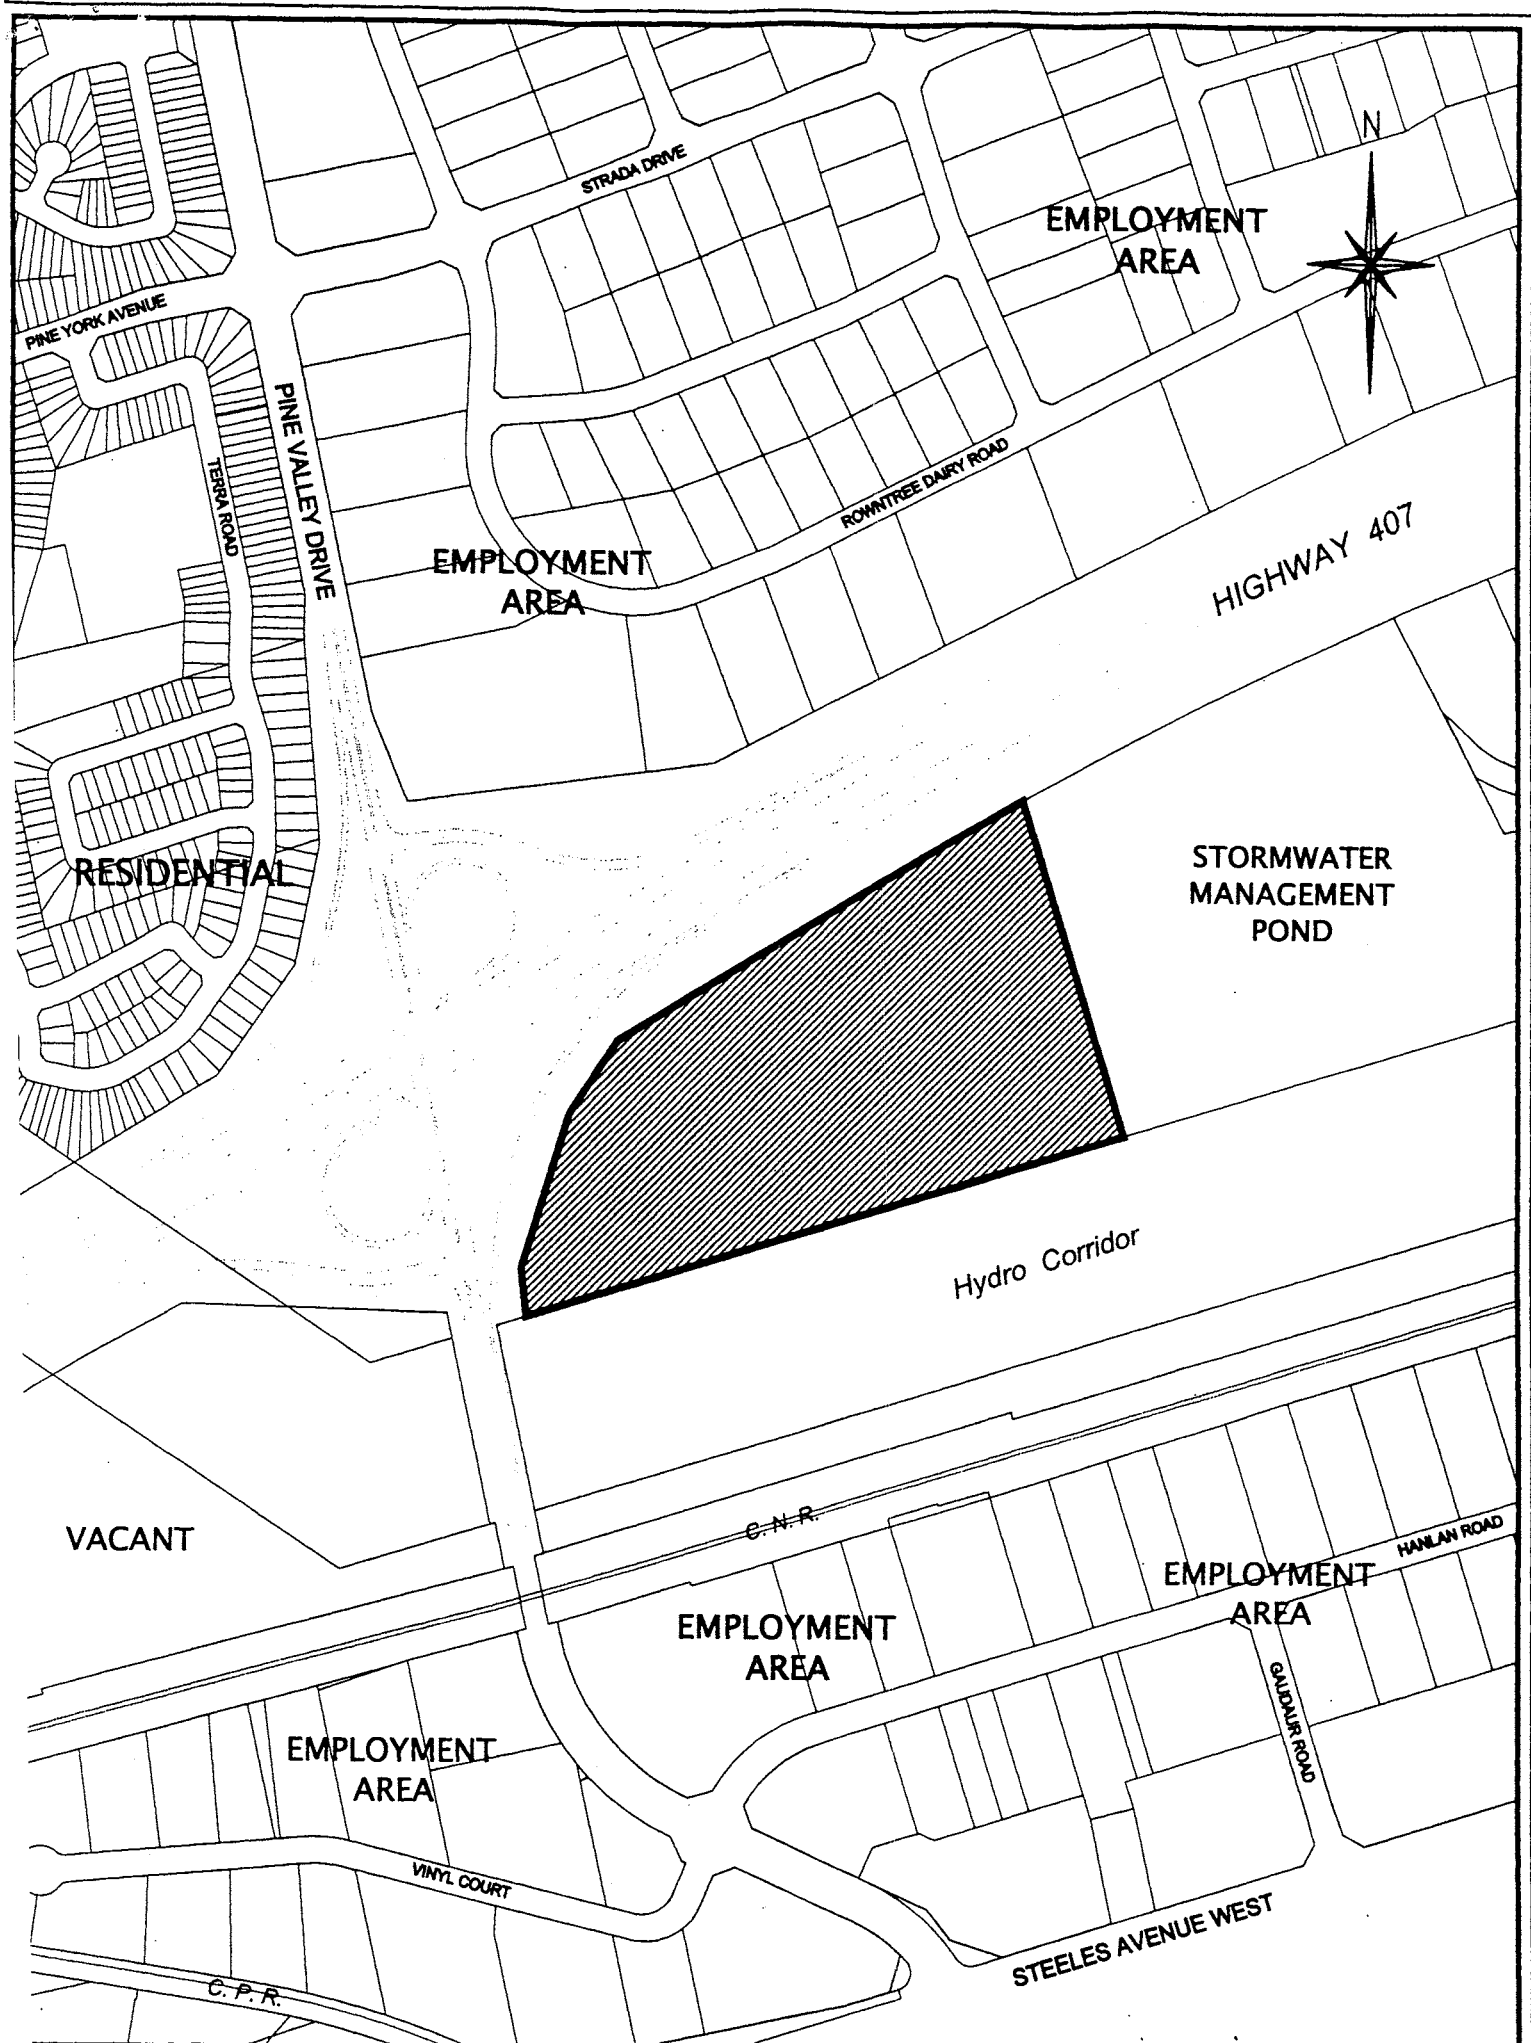 N
STRADA DRIVE
EMPLOYMENT
AREA
PINE YORK AVENUE
PINE VALLEY DRIVE
TERRA ROAD
ROWNTREE DAIRY ROAD
HIGHWAY 407
EMPLOYMENT
AREA
RESIDENTIAL
STORMWATER
MANAGEMENT
POND
Hydro Corridor
C. N. R.
VACANT
HANLAN ROAD
EMPLOYMENT
AREA
EMPLOYMENT
AREA
GAUDAUR ROAD
EMPLOYMENT
AREA
VINYL COURT
STEELES AVENUE WEST
C. P. R.